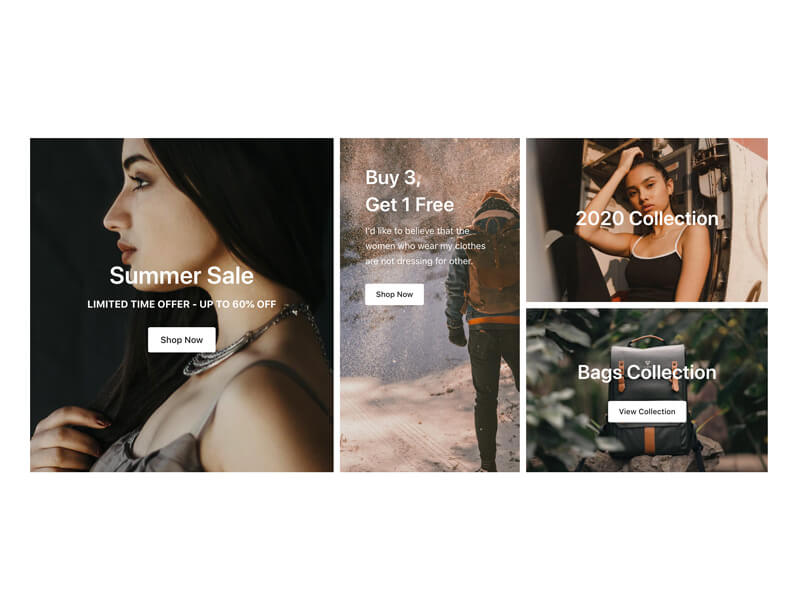 Summer Sale
LIMITED TIME OFFER - UP TO 60% OFF
Shop Now
Buy 3,
Get 1 Free
I'd like to believe that the
women who wear my clothes
are not dressing for other.
Shop Now
2020 Collection
Bags Collection
View Collection